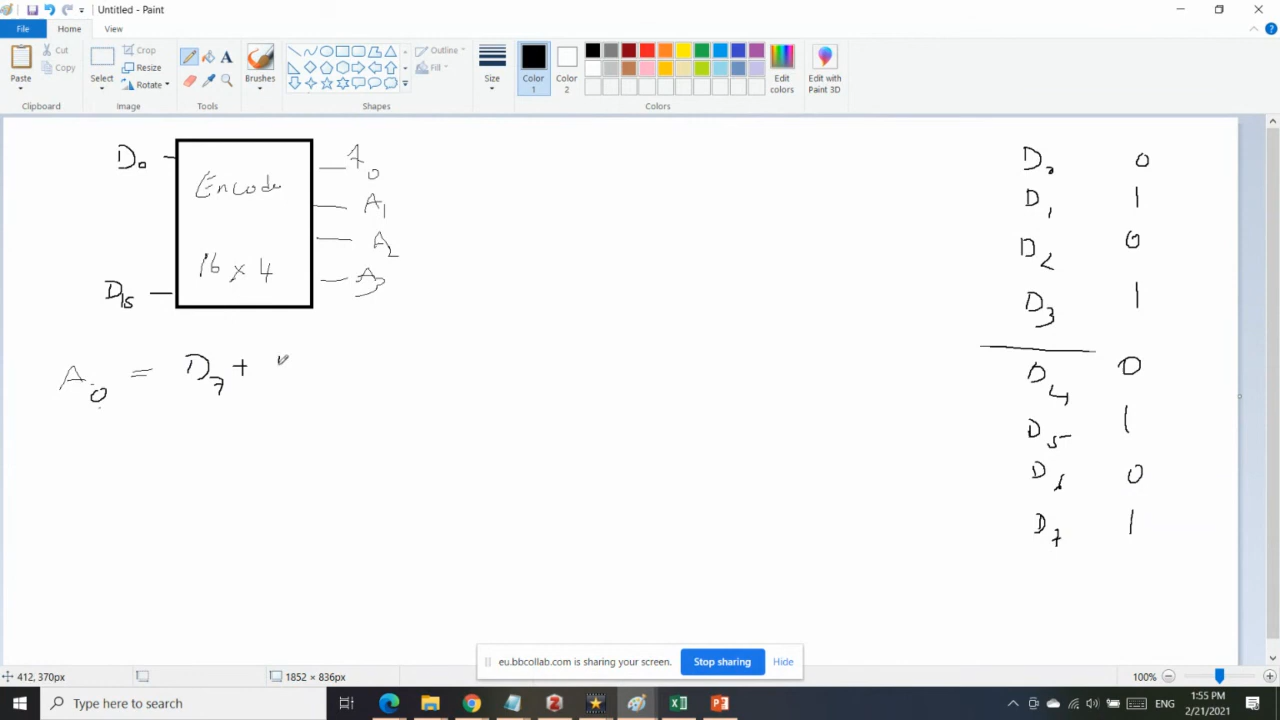 Untitled - Paint
File Home View
Paste
Cut
Copy
Clipboard
Select
Crop
Resize
Rotate
Image
Tools
Brushes
Shapes
Outline
Fill
Size
Color 1
Color 2
Colors
Edit colors
Edit with Paint 3D
D0
Encode
16 x 4
D15
A0
A1
A2
A3
A0 = D7 +
D0 0
D1 1
D2 0
D3 1
D4 0
D5 1
D6 0
D7 1
eu.bbcollab.com is sharing your screen. Stop sharing Hide
412, 370px 1852 × 836px 100%
Type here to search
ENG 1:55 PM
2/21/2021